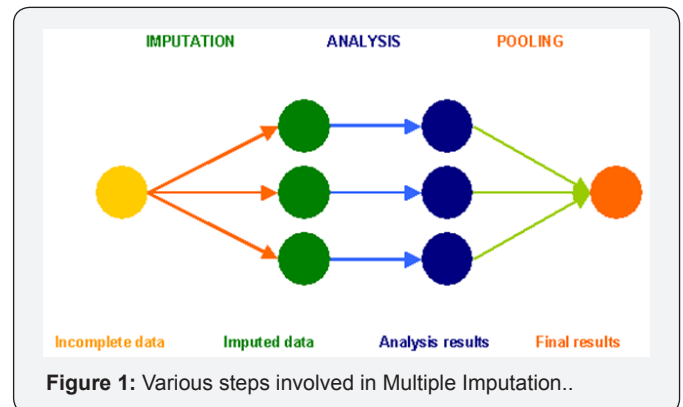 IMPUTATION ANALYSIS POOLING
Incomplete data Imputed data Analysis results Final results
Figure 1: Various steps involved in Multiple Imputation..